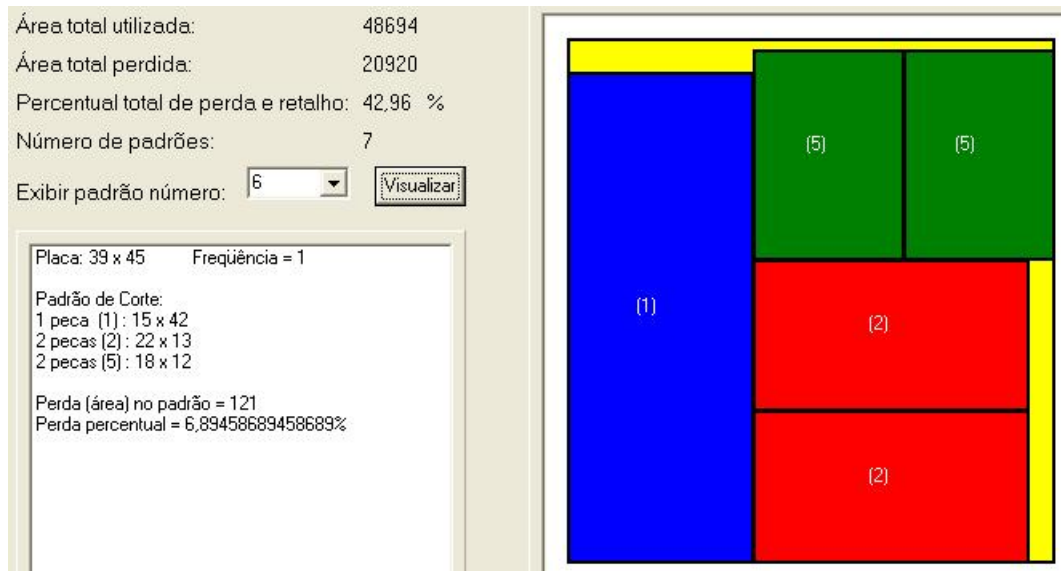 Área total utilizada: 48694
Área total perdida: 20920
Percentual total de perda e retalho: 42,96 %
Número de padrões: 7
Exibir padrão número: 6 Visualizar
Placa: 39 x 45 Freqüência = 1
Padrão de Corte:
1 peca (1) : 15 x 42
2 pecas (2) : 22 x 13
2 pecas (5) : 18 x 12
Perda (área) no padrão = 121
Perda percentual = 6,89458689458689%
(5) (5)
(1) (2)
(2)